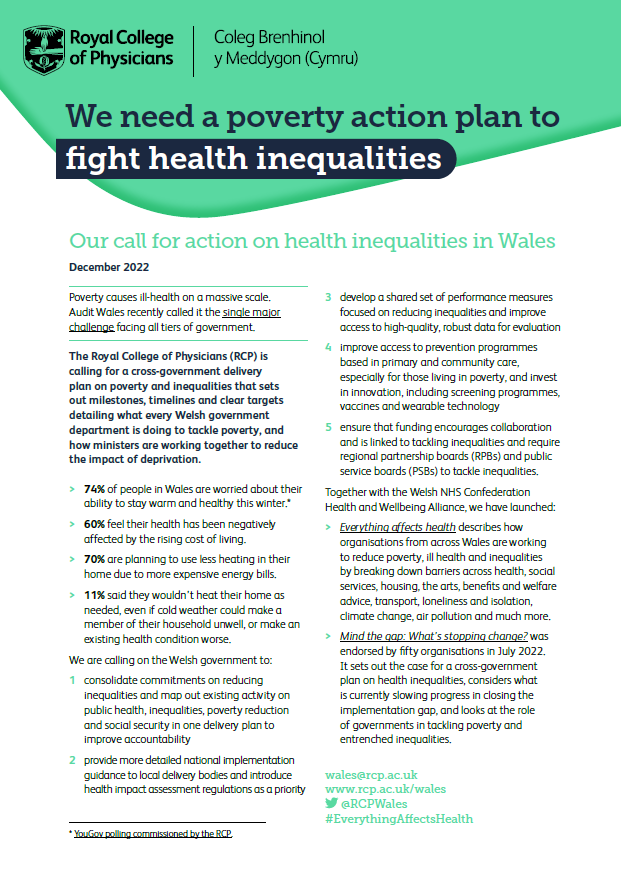 Royal College
of Physicians
Coleg Brenhinol
y Meddygon (Cymru)
We need a poverty action plan to
fight health inequalities
Our call for action on health inequalities in Wales
December 2022
Poverty causes ill-health on a massive scale.
Audit Wales recently called it the single major
challenge facing all tiers of government.
The Royal College of Physicians (RCP) is
calling for a cross-government delivery
plan on poverty and inequalities that sets
out milestones, timelines and clear targets
detailing what every Welsh government
department is doing to tackle poverty, and
how ministers are working together to reduce
the impact of deprivation.
> 74% of people in Wales are worried about their
ability to stay warm and healthy this winter.*
> 60% feel their health has been negatively
affected by the rising cost of living.
> 70% are planning to use less heating in their
home due to more expensive energy bills.
> 11% said they wouldn't heat their home as
needed, even if cold weather could make a
member of their household unwell, or make an
existing health condition worse.
We are calling on the Welsh government to:
1 consolidate commitments on reducing
inequalities and map out existing activity on
public health, inequalities, poverty reduction
and social security in one delivery plan to
improve accountability
2 provide more detailed national implementation
guidance to local delivery bodies and introduce
health impact assessment regulations as a priority
* YouGov polling commissioned by the RCP.
3 develop a shared set of performance measures
focused on reducing inequalities and improve
access to high-quality, robust data for evaluation
4 improve access to prevention programmes
based in primary and community care,
especially for those living in poverty, and invest
in innovation, including screening programmes,
vaccines and wearable technology
5 ensure that funding encourages collaboration
and is linked to tackling inequalities and require
regional partnership boards (RPBs) and public
service boards (PSBs) to tackle inequalities.
Together with the Welsh NHS Confederation
Health and Wellbeing Alliance, we have launched:
> Everything affects health describes how
organisations from across Wales are working
to reduce poverty, ill health and inequalities
by breaking down barriers across health, social
services, housing, the arts, benefits and welfare
advice, transport, loneliness and isolation,
climate change, air pollution and much more.
> Mind the gap: What's stopping change? was
endorsed by fifty organisations in July 2022.
It sets out the case for a cross-government
plan on health inequalities, considers what
is currently slowing progress in closing the
implementation gap, and looks at the role
of governments in tackling poverty and
entrenched inequalities.
wales@rcp.ac.uk
www.rcp.ac.uk/wales
@RCPWales
#EverythingAffectsHealth